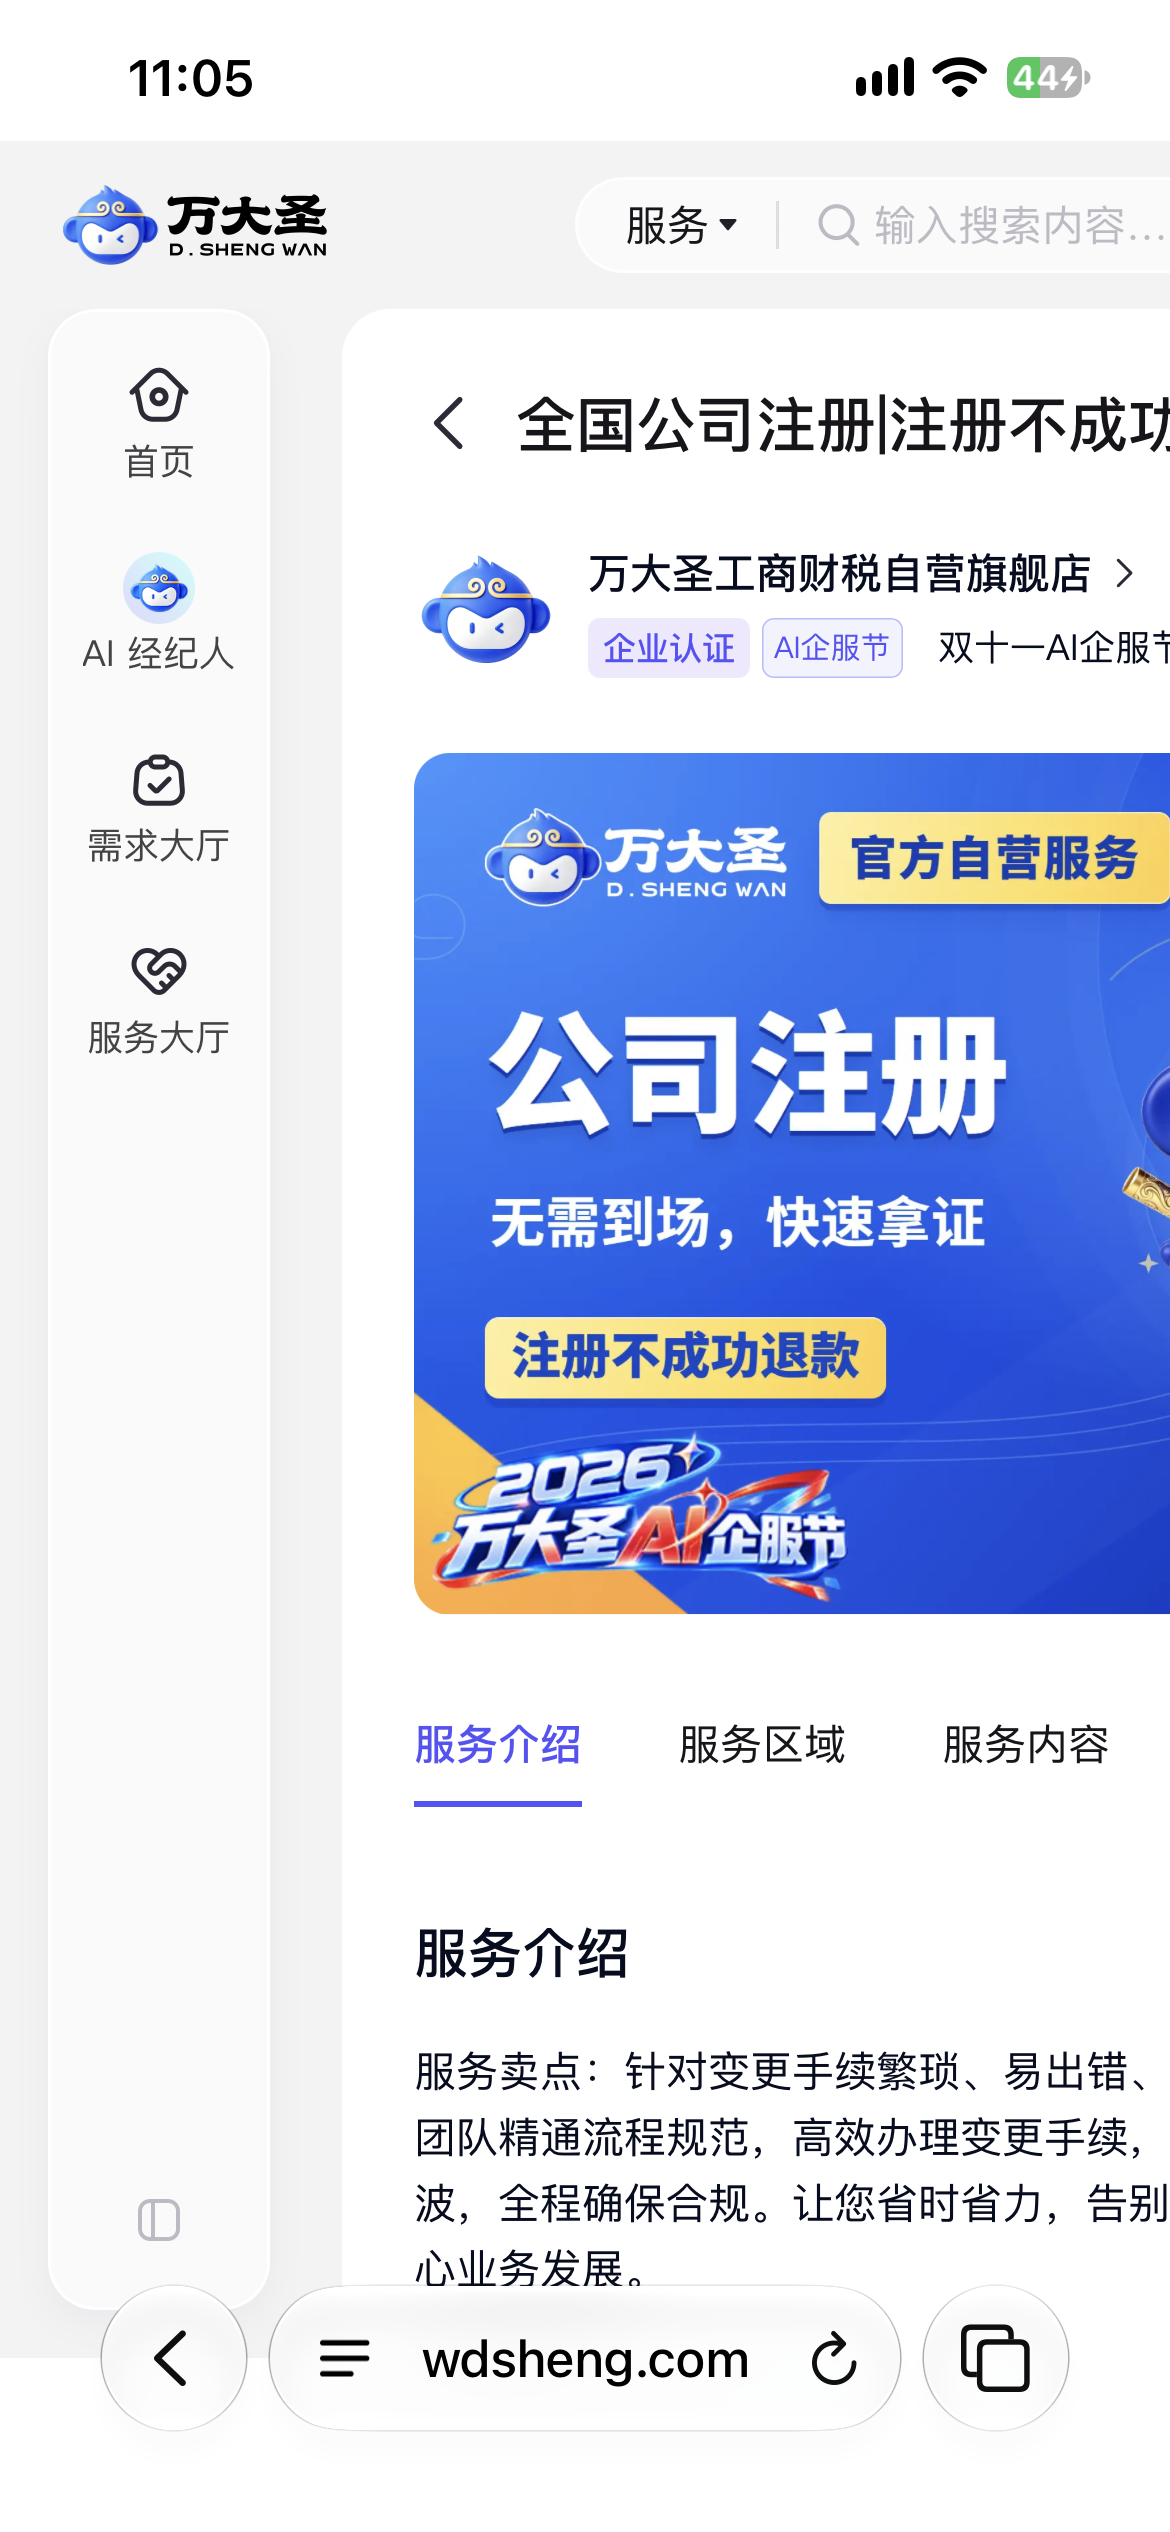 11:05
44
万大圣
D.SHENG WAN
服务
输入搜索内容...
首页
AI 经纪人
需求大厅
服务大厅
全国公司注册|注册不成功
万大圣工商财税自营旗舰店
企业认证
AI企服节
双十一AI企服节
万大圣
D.SHENG WAN
官方自营服务
公司注册
无需到场，快速拿证
注册不成功退款
2026
万大圣AI企服节
服务介绍
服务区域
服务内容
服务介绍
服务卖点：针对变更手续繁琐、易出错、
团队精通流程规范，高效办理变更手续，
波，全程确保合规。让您省时省力，告别
心业务发展。
wdsheng.com